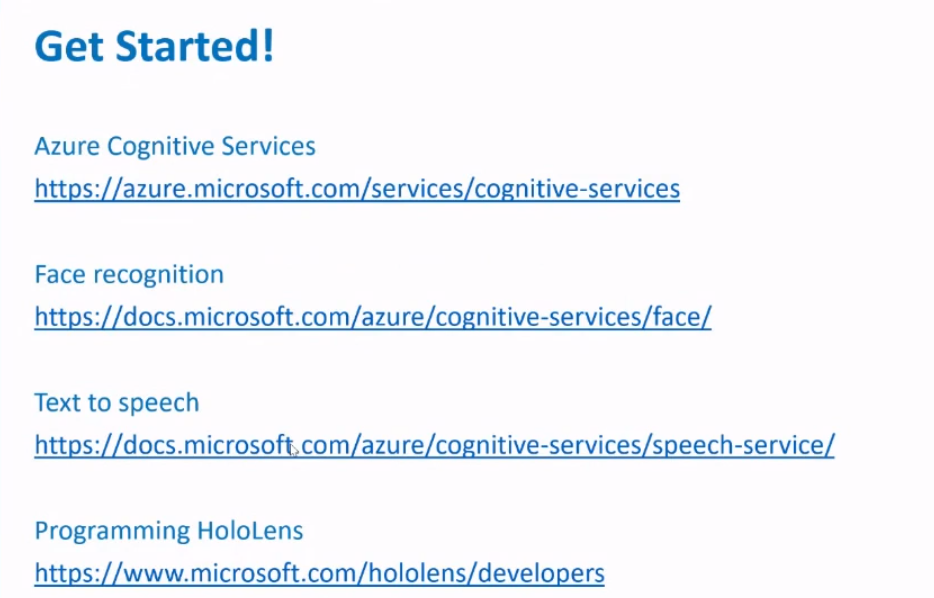 Get Started!
Azure Cognitive Services
https://azure.microsoft.com/services/cognitive-services
Face recognition
https://docs.microsoft.com/azure/cognitive-services/face/
Text to speech
https://docs.microsoft.com/azure/cognitive-services/speech-service/
Programming HoloLens
https://www.microsoft.com/hololens/developers